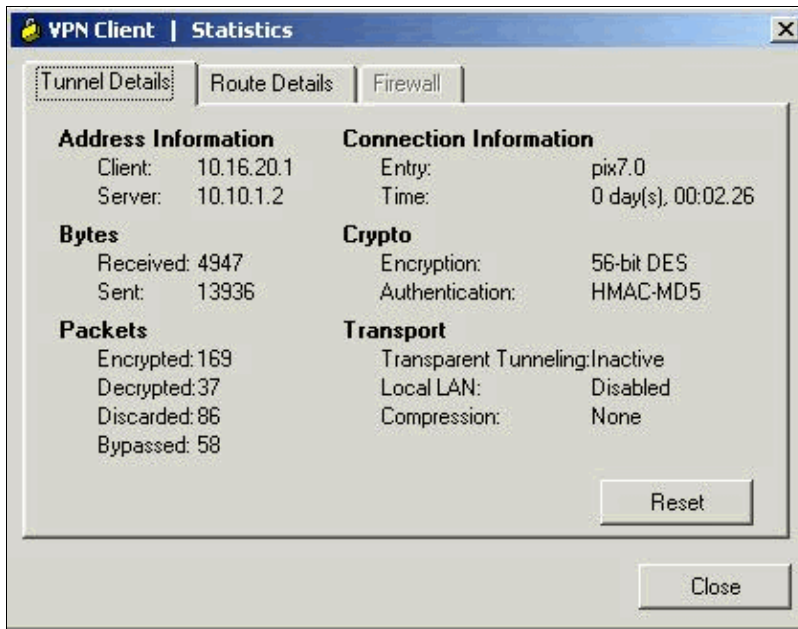 VPN Client | Statistics
Tunnel Details
Route Details
Firewall
Address Information
Client: 10.16.20.1
Server: 10.10.1.2
Connection Information
Entry: pix7.0
Time: 0 day(s), 00:02.26
Bytes
Received: 4947
Sent: 13936
Crypto
Encryption: 56-bit DES
Authentication: HMAC-MD5
Packets
Encrypted: 169
Decrypted: 37
Discarded: 86
Bypassed: 58
Transport
Transparent Tunneling: Inactive
Local LAN: Disabled
Compression: None
Reset
Close